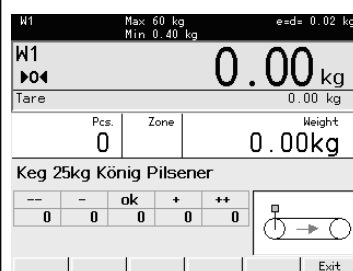 W1 Max 60 kg e=d= 0.02 kg
Min 0.40 kg
W1
▸0◂
0.00 kg
Tare 0.00 kg
Pcs. Zone Weight
0 0.00kg
Keg 25kg König Pilsener
-- - ok + ++
0 0 0 0 0
Exit